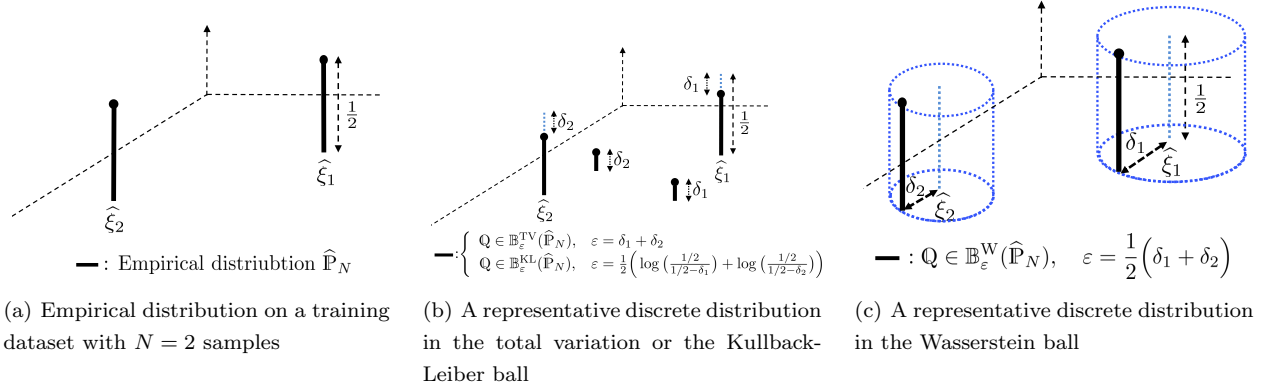 1/2
ξ̂₁
ξ̂₂
: Empirical distriubtion P̂_N
(a) Empirical distribution on a training
dataset with N = 2 samples
δ₁
1/2
δ₂
δ₂
ξ̂₁
δ₁
ξ̂₂
:{ ℚ ∈ 𝔹_ε^TV(P̂_N), ε = δ₁ + δ₂
ℚ ∈ 𝔹_ε^KL(P̂_N), ε = 1/2(log(1/2 / 1/2−δ₁) + log(1/2 / 1/2−δ₂))
(b) A representative discrete distribution
in the total variation or the Kullback-
Leiber ball
1/2
δ₁
ξ̂₁
δ₂
ξ̂₂
: ℚ ∈ 𝔹_ε^W(P̂_N), ε = 1/2(δ₁ + δ₂)
(c) A representative discrete distribution
in the Wasserstein ball